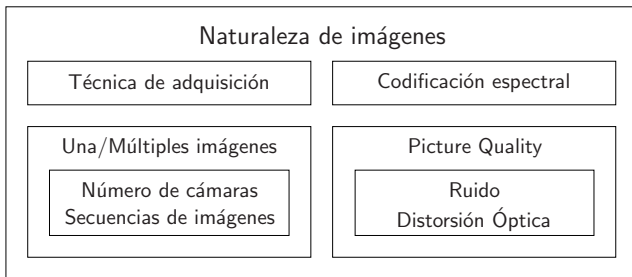 Naturaleza de imágenes
Técnica de adquisición
Codificación espectral
Una/Múltiples imágenes
Número de cámaras
Secuencias de imágenes
Picture Quality
Ruido
Distorsión Óptica